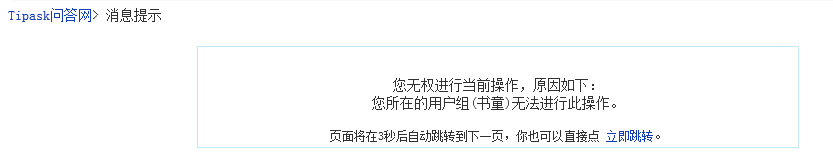 Tipask问答网> 消息提示
您无权进行当前操作，原因如下：
您所在的用户组(书童)无法进行此操作。
页面将在3秒后自动跳转到下一页，你也可以直接点 立即跳转。